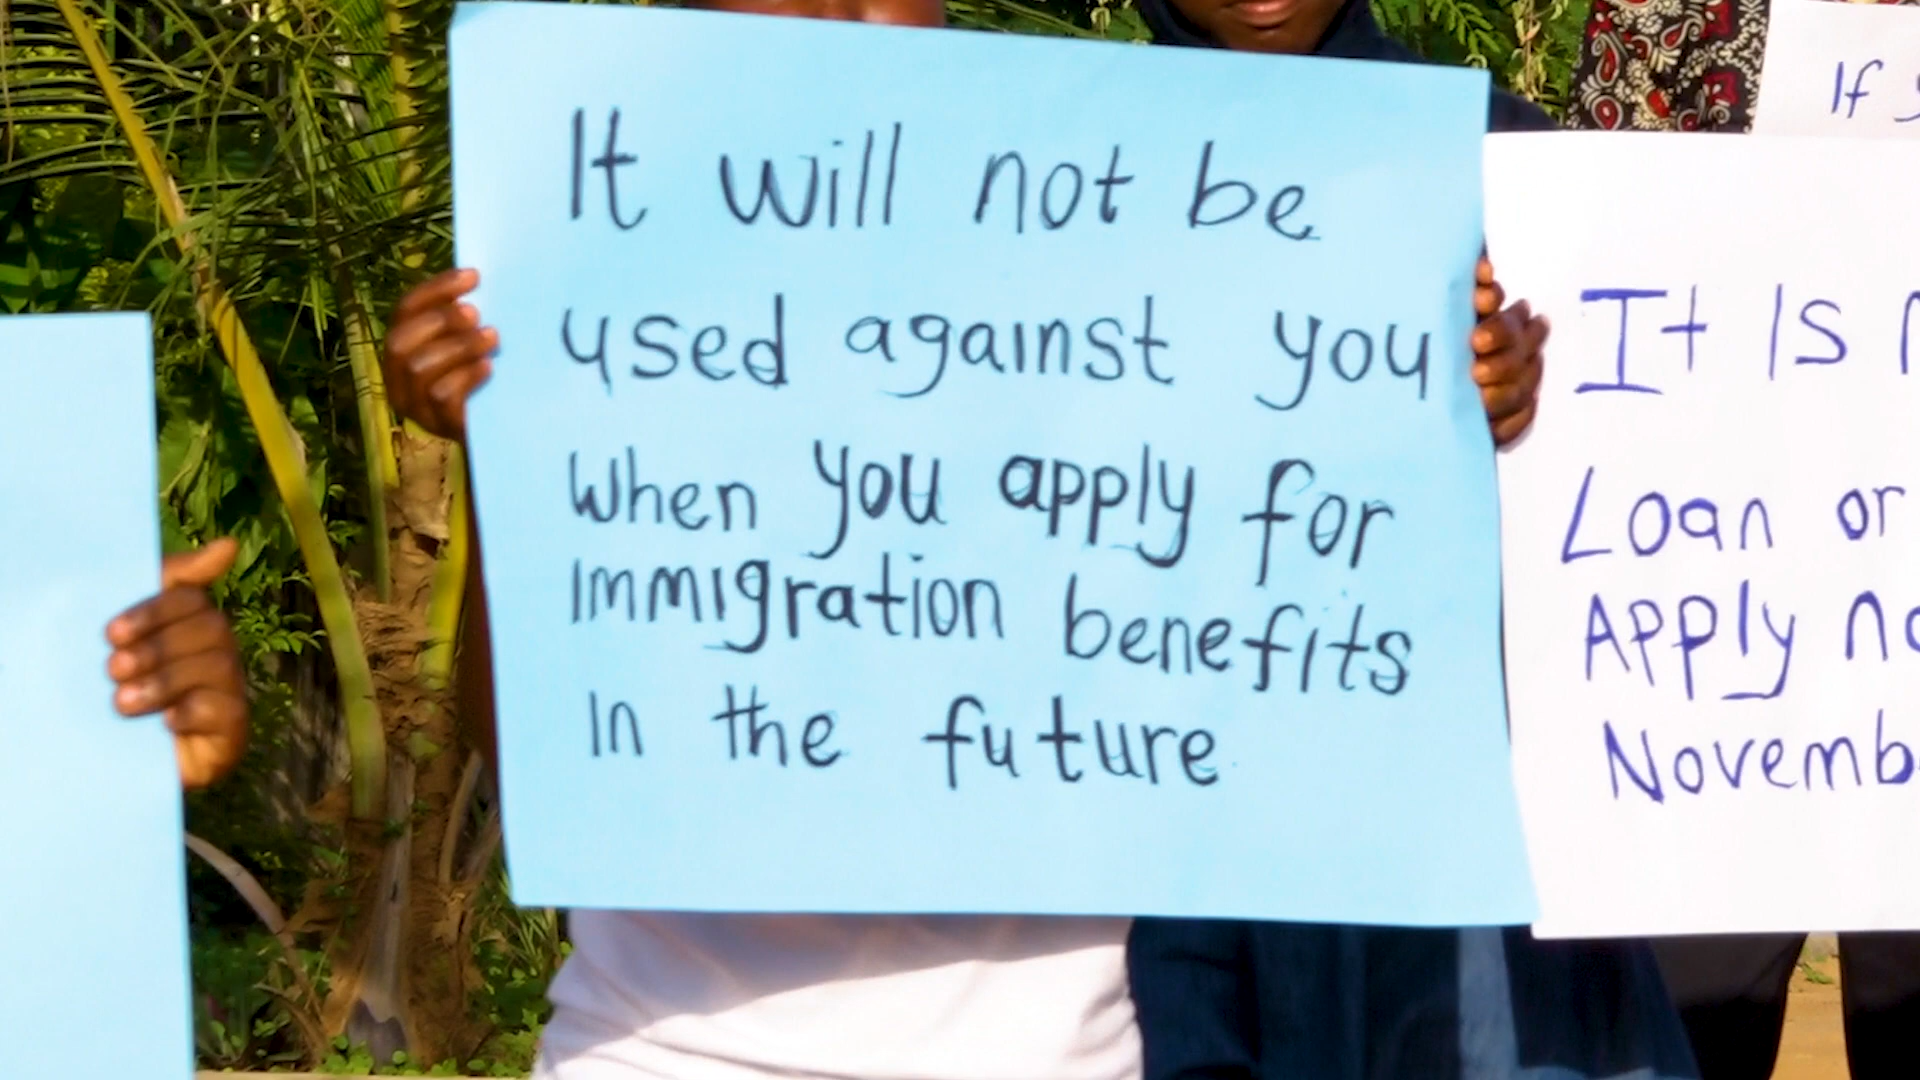 It will not be
used against you
when you apply for
immigration benefits
in the future
If
It Is
Loan or
Apply